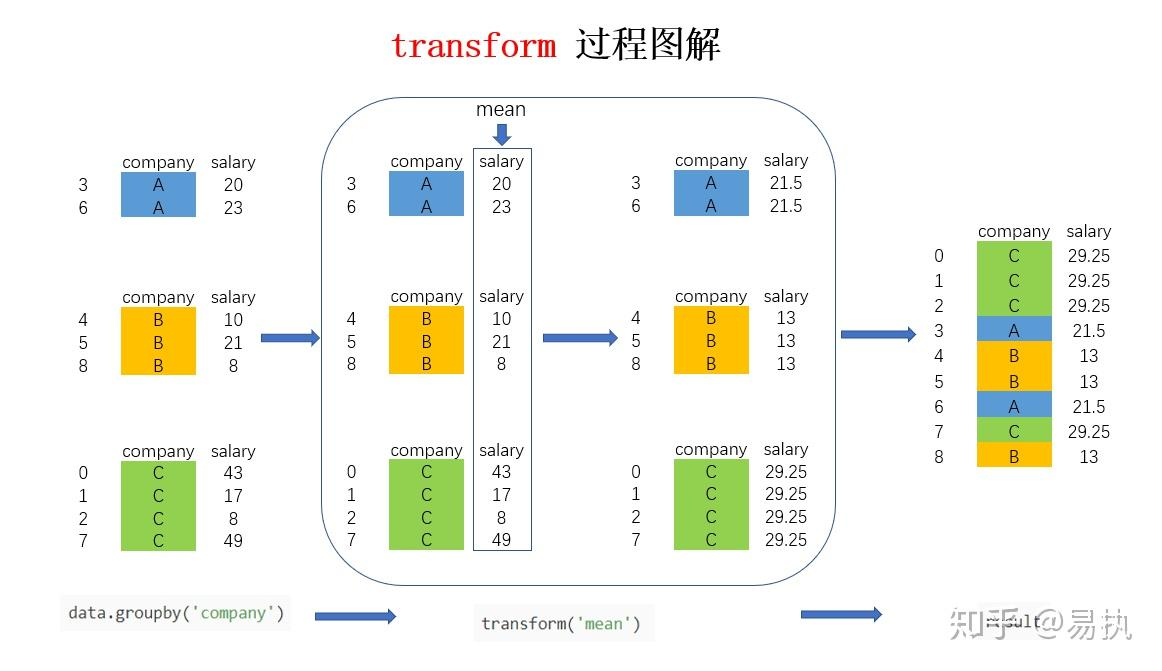 transform 过程图解
mean
company salary
3 A 20
6 A 23
company salary
4 B 10
5 B 21
8 B 8
company salary
0 C 43
1 C 17
2 C 8
7 C 49
company salary
3 A 20
6 A 23
company salary
4 B 10
5 B 21
8 B 8
company salary
0 C 43
1 C 17
2 C 8
7 C 49
company salary
3 A 21.5
6 A 21.5
company salary
4 B 13
5 B 13
8 B 13
company salary
0 C 29.25
1 C 29.25
2 C 29.25
7 C 29.25
company salary
0 C 29.25
1 C 29.25
2 C 29.25
3 A 21.5
4 B 13
5 B 13
6 A 21.5
7 C 29.25
8 B 13
data.groupby('company')
transform('mean')
result
知乎 @易执